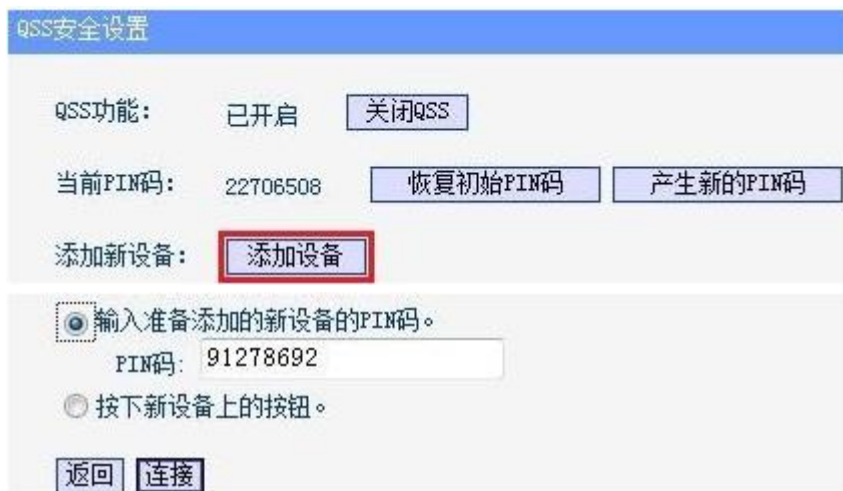 QSS安全设置
QSS功能： 已开启 关闭QSS
当前PIN码： 22706508 恢复初始PIN码 产生新的PIN码
添加新设备： 添加设备
输入准备添加的新设备的PIN码。
PIN码: 91278692
按下新设备上的按钮。
返回 连接